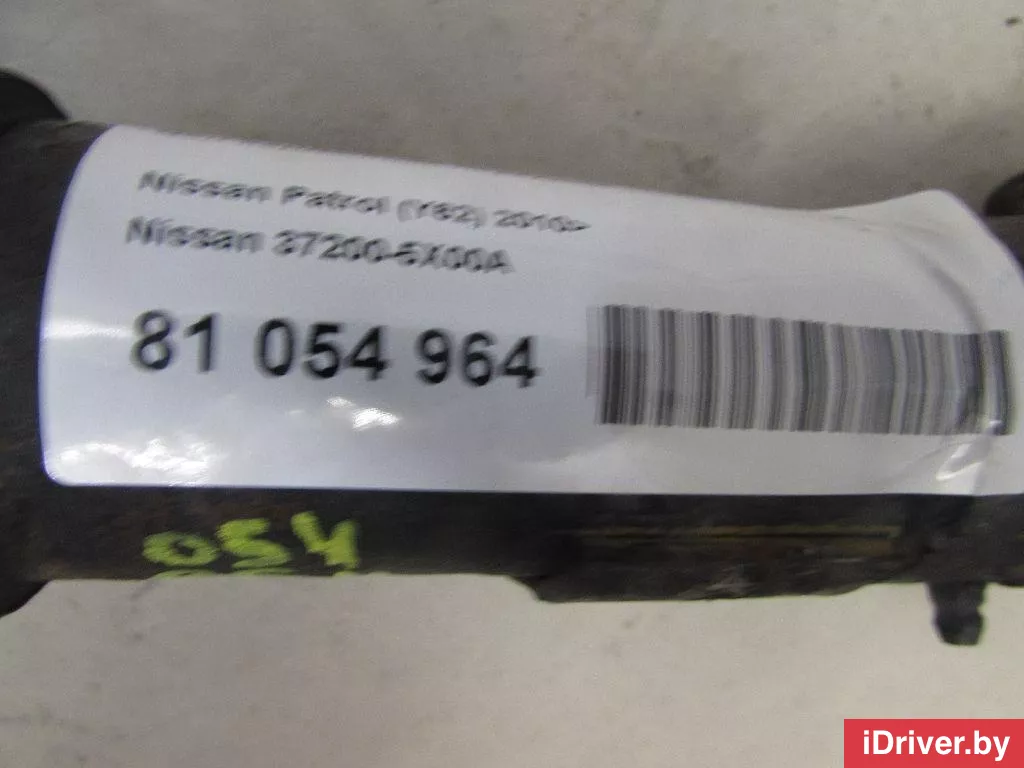 Nissan Patrol (Y62) 2010>
Nissan 37200-5X00A
81 054 964
054
iDriver.by